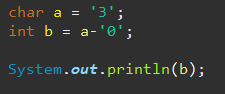 char a = '3';
int b = a-'0';
System.out.println(b);